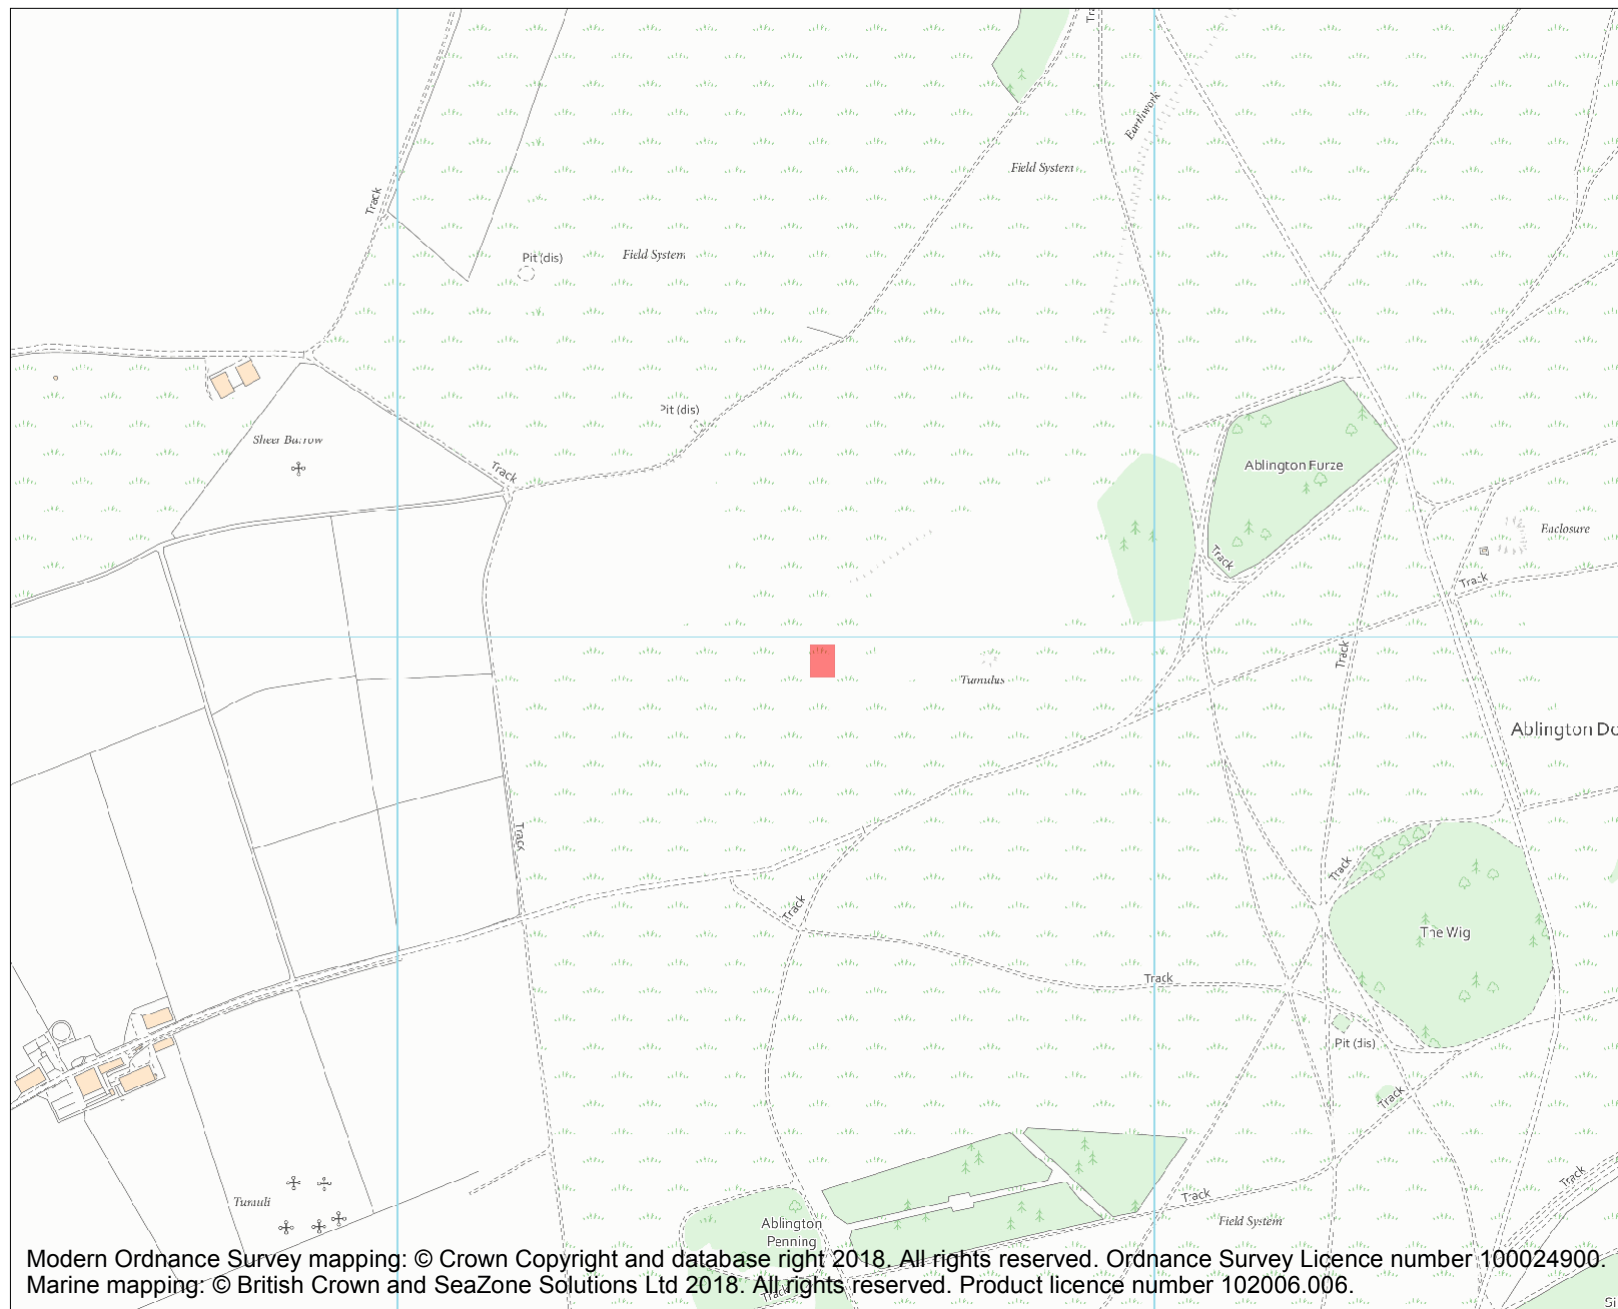 Track
Earthwork
Field System
Track
Pit (dis)
Field System
Pit (dis)
Track
Ablington Furze
Enclosure
Track
Track
Track
Tumulus
Track
Track
Track
The Wig
Track
Track
Pit (dis)
Track
Track
Track
Tumuli
Ablington
Penning
Field System
Track
Modern Ordnance Survey mapping: © Crown Copyright and database right 2018. All rights reserved. Ordnance Survey Licence number 100024900.
Marine mapping: © British Crown and SeaZone Solutions Ltd 2018. All rights reserved. Product licence number 102006.006.